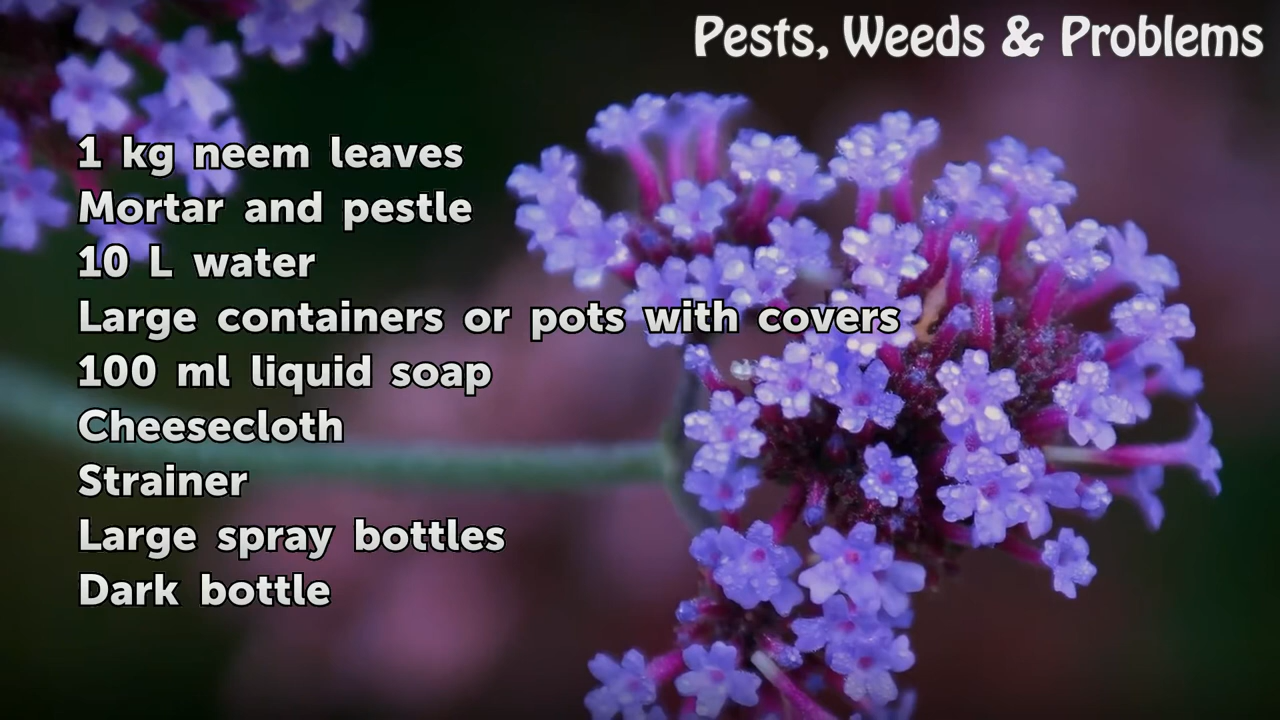 Pests, Weeds & Problems
1 kg neem leaves
Mortar and pestle
10 L water
Large containers or pots with covers
100 ml liquid soap
Cheesecloth
Strainer
Large spray bottles
Dark bottle